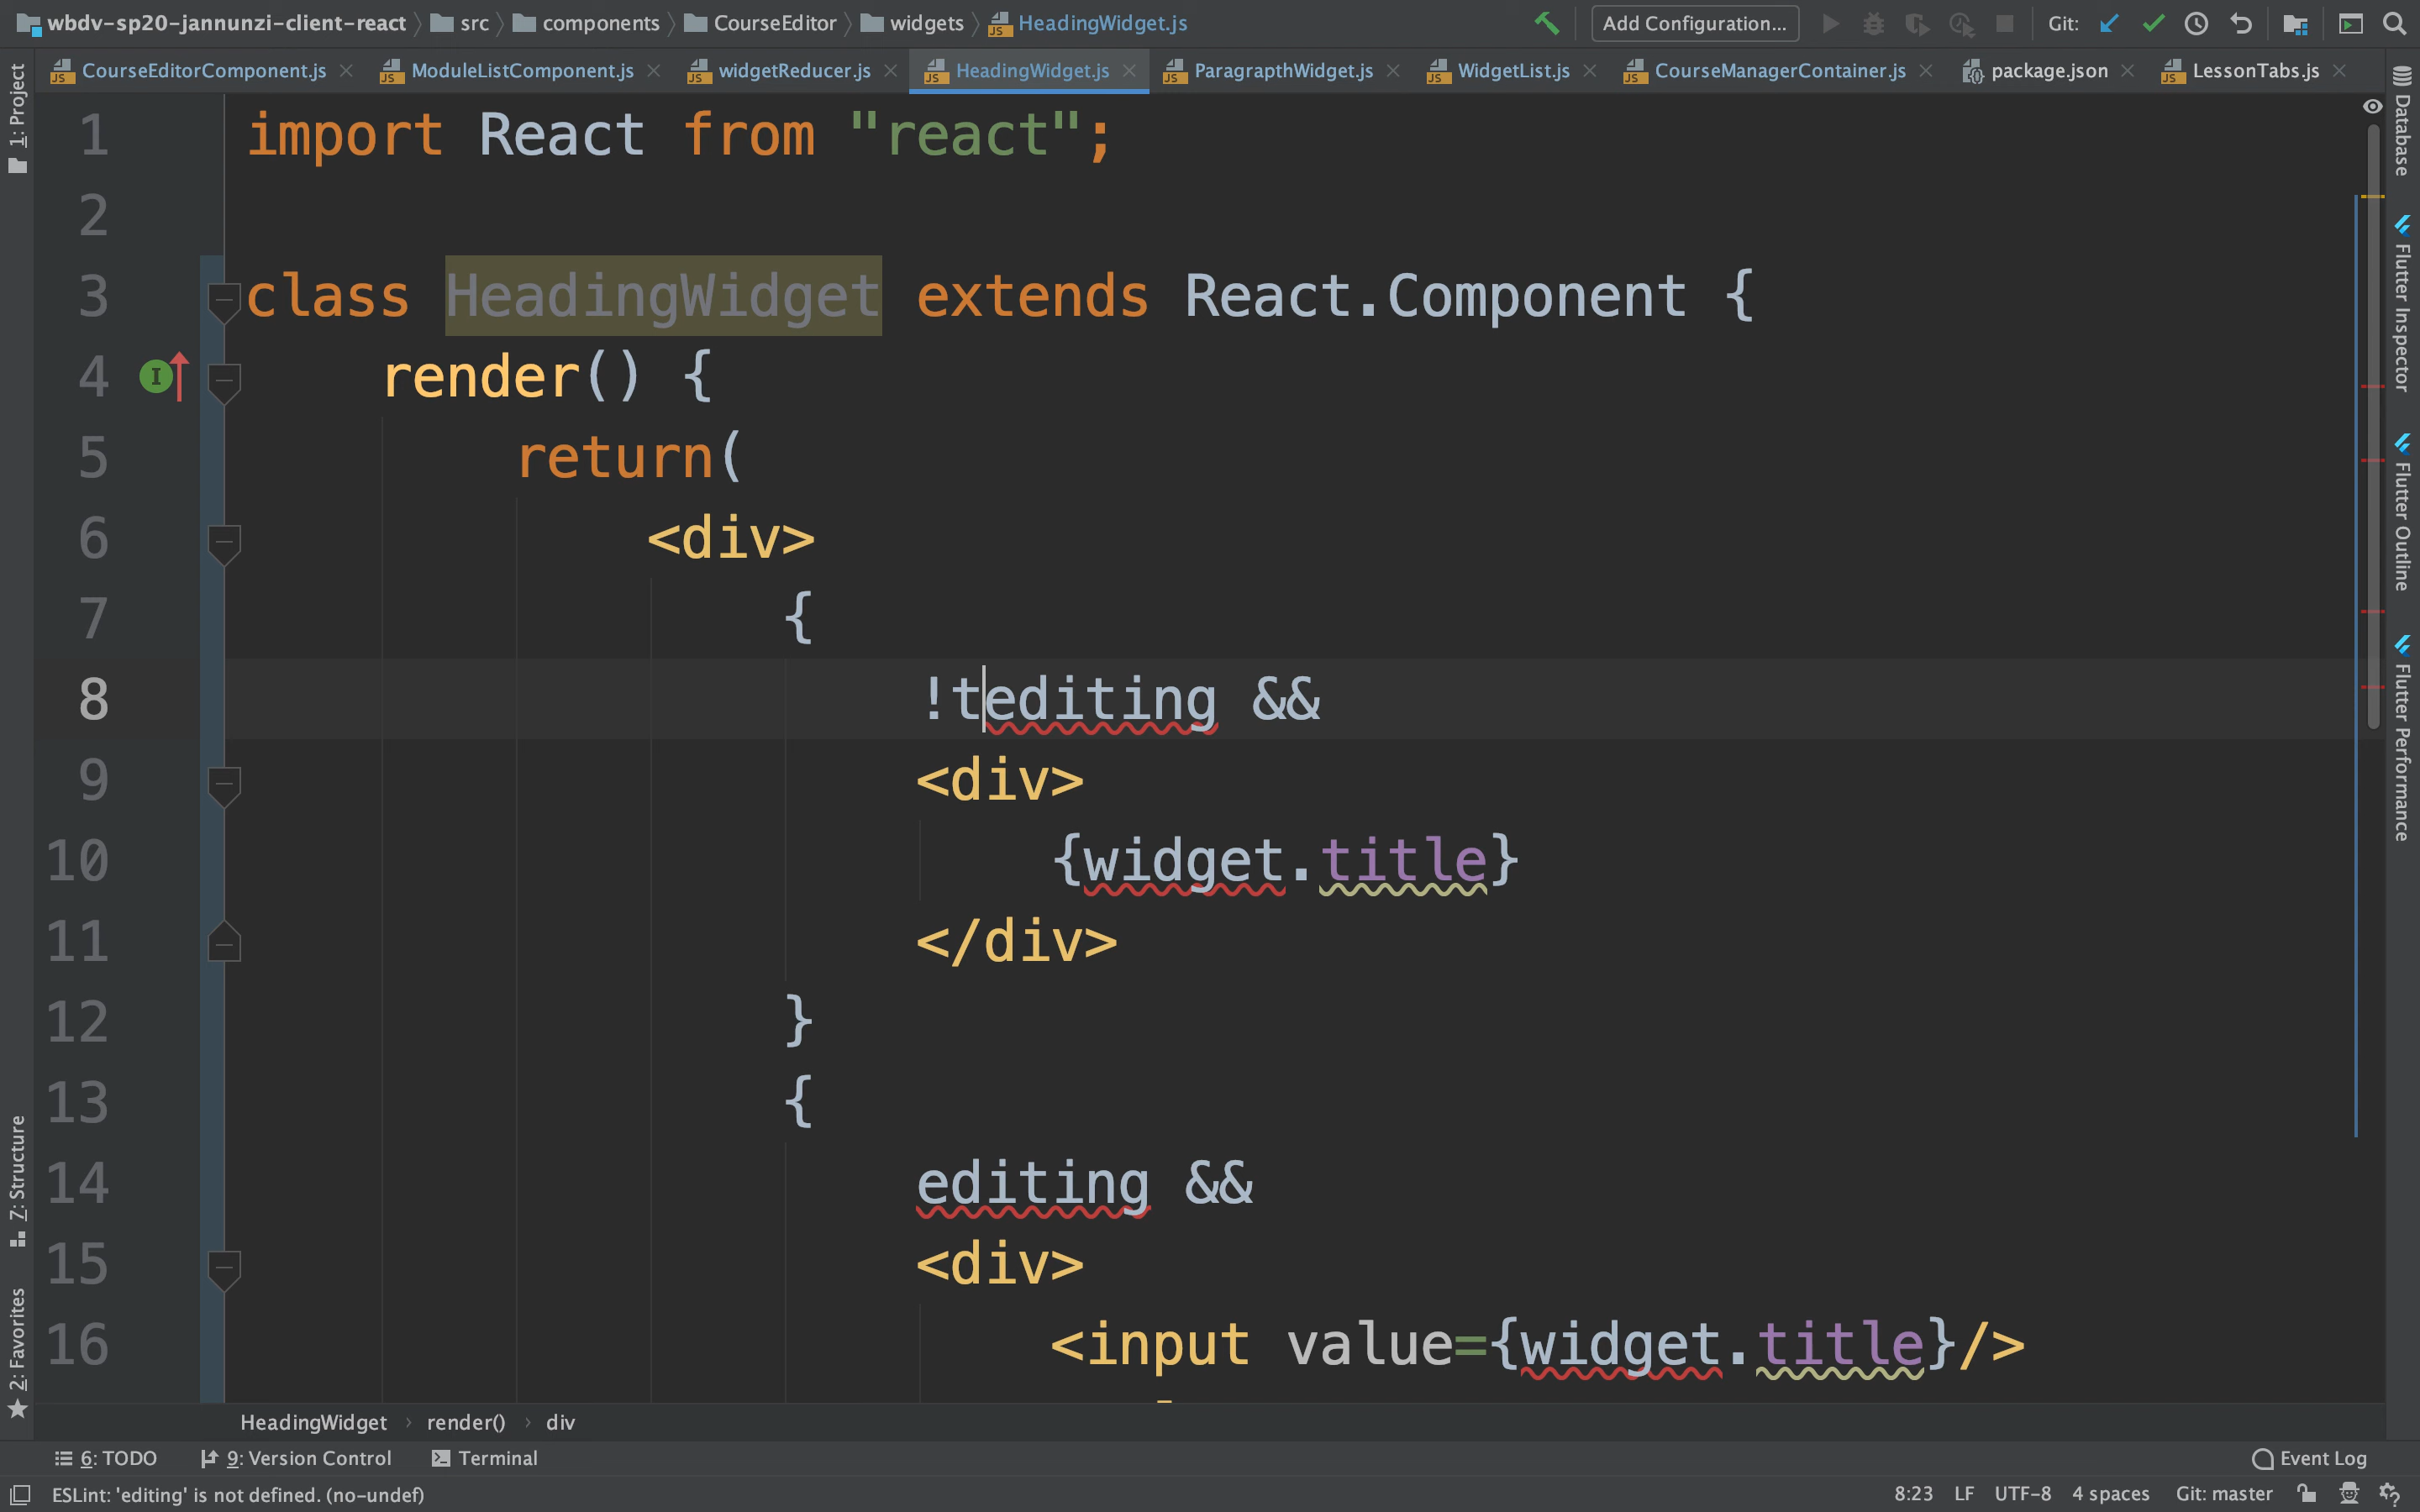 wbdv-sp20-jannunzi-client-react src components CourseEditor widgets HeadingWidget.js Add Configuration... Git:
CourseEditorComponent.js ModuleListComponent.js widgetReducer.js HeadingWidget.js ParagrapthWidget.js WidgetList.js CourseManagerContainer.js package.json LessonTabs.js
1: Project
7: Structure
2: Favorites
1 import React from "react";
2
3 class HeadingWidget extends React.Component {
4 render() {
5 return(
6 <div>
7 {
8 !tediting &&
9 <div>
10 {widget.title}
11 </div>
12 }
13 {
14 editing &&
15 <div>
16 <input value={widget.title}/>
Database
Flutter Inspector
Flutter Outline
Flutter Performance
HeadingWidget render() div
6: TODO 9: Version Control Terminal Event Log
ESLint: 'editing' is not defined. (no-undef) 8:23 LF UTF-8 4 spaces Git: master